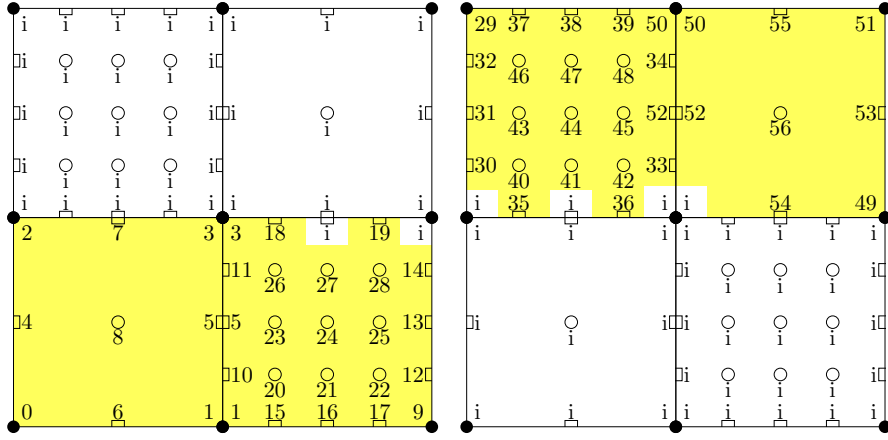 i i i i i i i 29 37 38 39 50 50 55 51
i i 32 34
i i i 46 47 48
i i i i 31 52 52 53
i i i i 43 44 45 56
i i 30 33
i i i 40 41 42
i i i i i i i i i 35 i 36 i i 54 49
2 7 3 3 18 i 19 i i i i i i i i i
11 14 i i
26 27 28 i i i
4 5 5 13 i i i i
8 23 24 25 i i i i
10 12 i i
20 21 22 i i i
0 6 1 1 15 16 17 9 i i i i i i i i